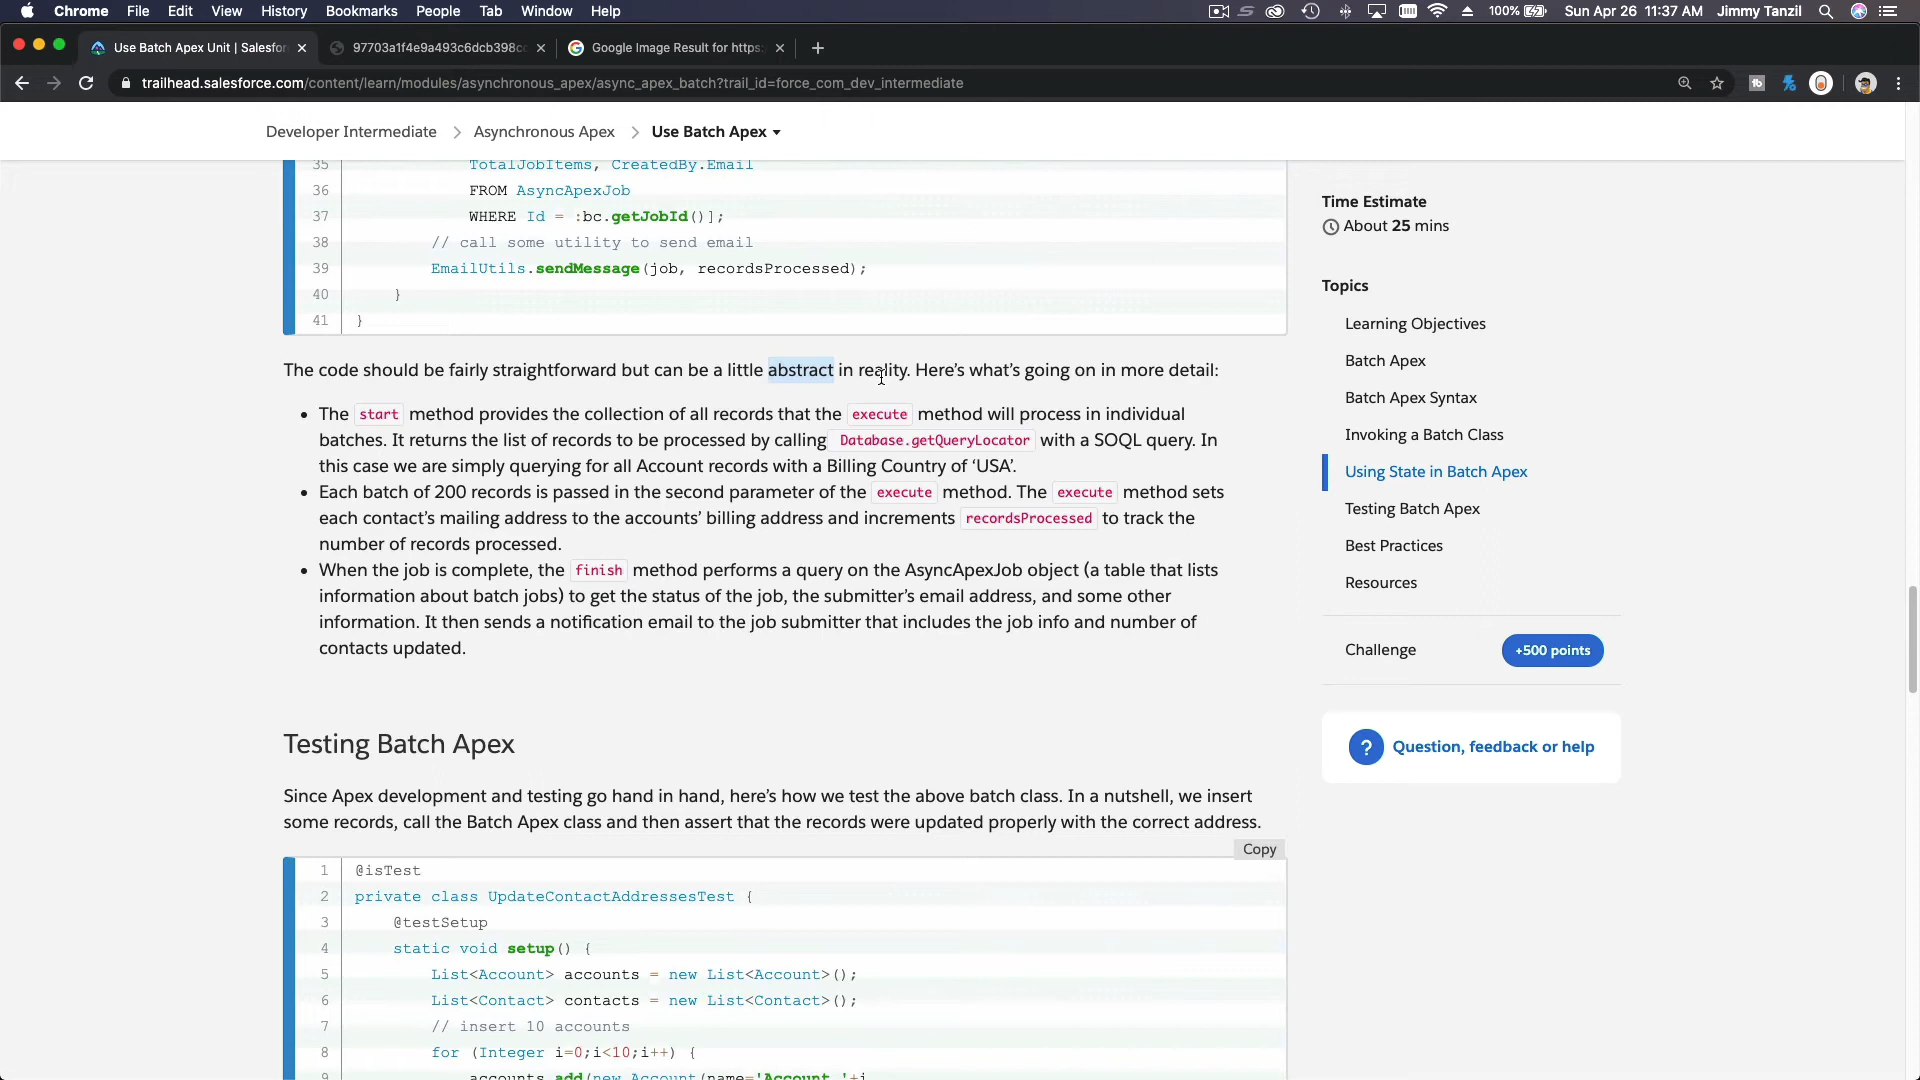 Chrome File Edit View History Bookmarks People Tab Window Help 100% Sun Apr 26 11:37 AM Jimmy Tanzil
Use Batch Apex Unit | Salesfor
97703a1f4e9a493c6dcb398c
Google Image Result for https:
trailhead.salesforce.com/content/learn/modules/asynchronous_apex/async_apex_batch?trail_id=force_com_dev_intermediate
Developer Intermediate > Asynchronous Apex > Use Batch Apex
35 TotalJobItems, CreatedBy.Email
36 FROM AsyncApexJob
37 WHERE Id = :bc.getJobId()];
38 // call some utility to send email
39 EmailUtils.sendMessage(job, recordsProcessed);
40 }
41 }
The code should be fairly straightforward but can be a little abstract in reality. Here’s what’s going on in more detail:
• The start method provides the collection of all records that the execute method will process in individual
batches. It returns the list of records to be processed by calling Database.getQueryLocator with a SOQL query. In
this case we are simply querying for all Account records with a Billing Country of ‘USA’.
• Each batch of 200 records is passed in the second parameter of the execute method. The execute method sets
each contact’s mailing address to the accounts’ billing address and increments recordsProcessed to track the
number of records processed.
• When the job is complete, the finish method performs a query on the AsyncApexJob object (a table that lists
information about batch jobs) to get the status of the job, the submitter’s email address, and some other
information. It then sends a notification email to the job submitter that includes the job info and number of
contacts updated.
Testing Batch Apex
Since Apex development and testing go hand in hand, here’s how we test the above batch class. In a nutshell, we insert
some records, call the Batch Apex class and then assert that the records were updated properly with the correct address.
Copy
1 @isTest
2 private class UpdateContactAddressesTest {
3 @testSetup
4 static void setup() {
5 List<Account> accounts = new List<Account>();
6 List<Contact> contacts = new List<Contact>();
7 // insert 10 accounts
8 for (Integer i=0;i<10;i++) {
9 accounts.add(new Account(name='Account '+i
Time Estimate
About 25 mins
Topics
Learning Objectives
Batch Apex
Batch Apex Syntax
Invoking a Batch Class
Using State in Batch Apex
Testing Batch Apex
Best Practices
Resources
Challenge +500 points
? Question, feedback or help